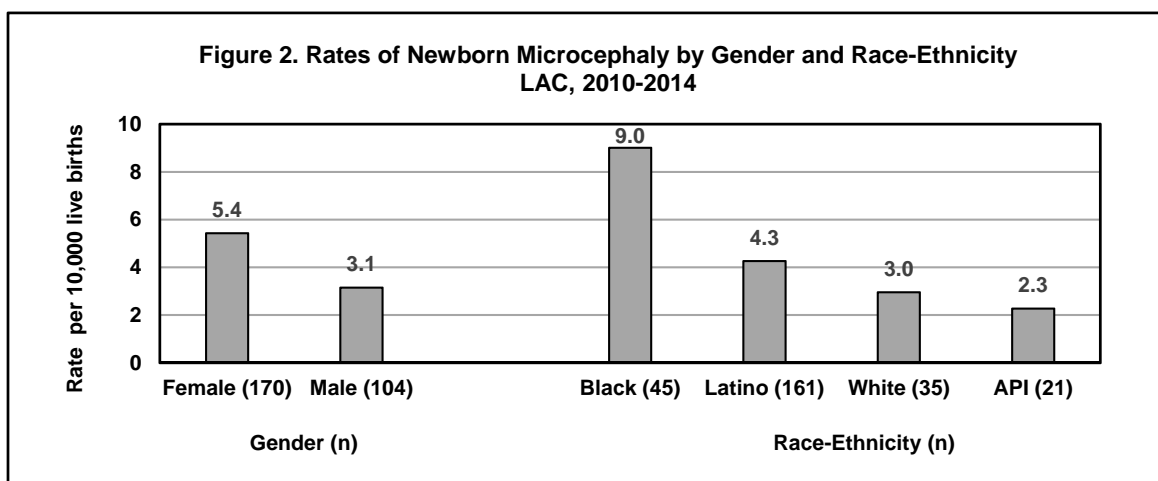 Figure 2. Rates of Newborn Microcephaly by Gender and Race-Ethnicity
LAC, 2010-2014
Rate per 10,000 live births
10
8
6
4
2
0
5.4
3.1
9.0
4.3
3.0
2.3
Female (170) Male (104) Black (45) Latino (161) White (35) API (21)
Gender (n) Race-Ethnicity (n)